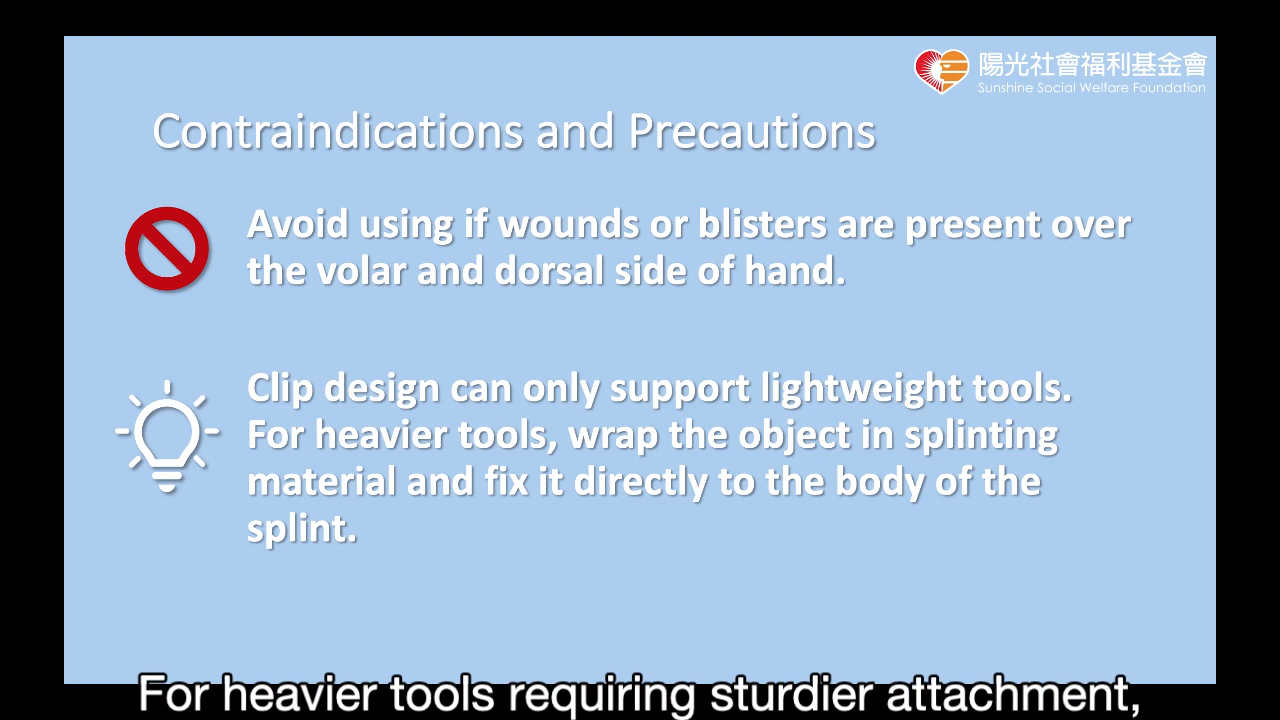 陽光社會福利基金會
Sunshine Social Welfare Foundation
Contraindications and Precautions
Avoid using if wounds or blisters are present over
the volar and dorsal side of hand.
Clip design can only support lightweight tools.
For heavier tools, wrap the object in splinting
material and fix it directly to the body of the
splint.
For heavier tools requiring sturdier attachment,